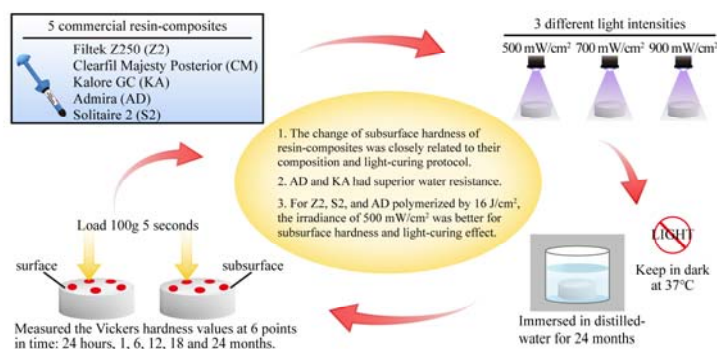 5 commercial resin-composites
Filtek Z250 (Z2)
Clearfil Majesty Posterior (CM)
Kalore GC (KA)
Admira (AD)
Solitaire 2 (S2)
3 different light intensities
500 mW/cm² 700 mW/cm² 900 mW/cm²
1. The change of subsurface hardness of
resin-composites was closely related to their
composition and light-curing protocol.
2. AD and KA had superior water resistance.
3. For Z2, S2, and AD polymerized by 16 J/cm²,
the irradiance of 500 mW/cm² was better for
subsurface hardness and light-curing effect.
Load 100g 5 seconds
surface
subsurface
Measured the Vickers hardness values at 6 points
in time: 24 hours, 1, 6, 12, 18 and 24 months.
LIGHT
Keep in dark
at 37℃
Immersed in distilled-
water for 24 months